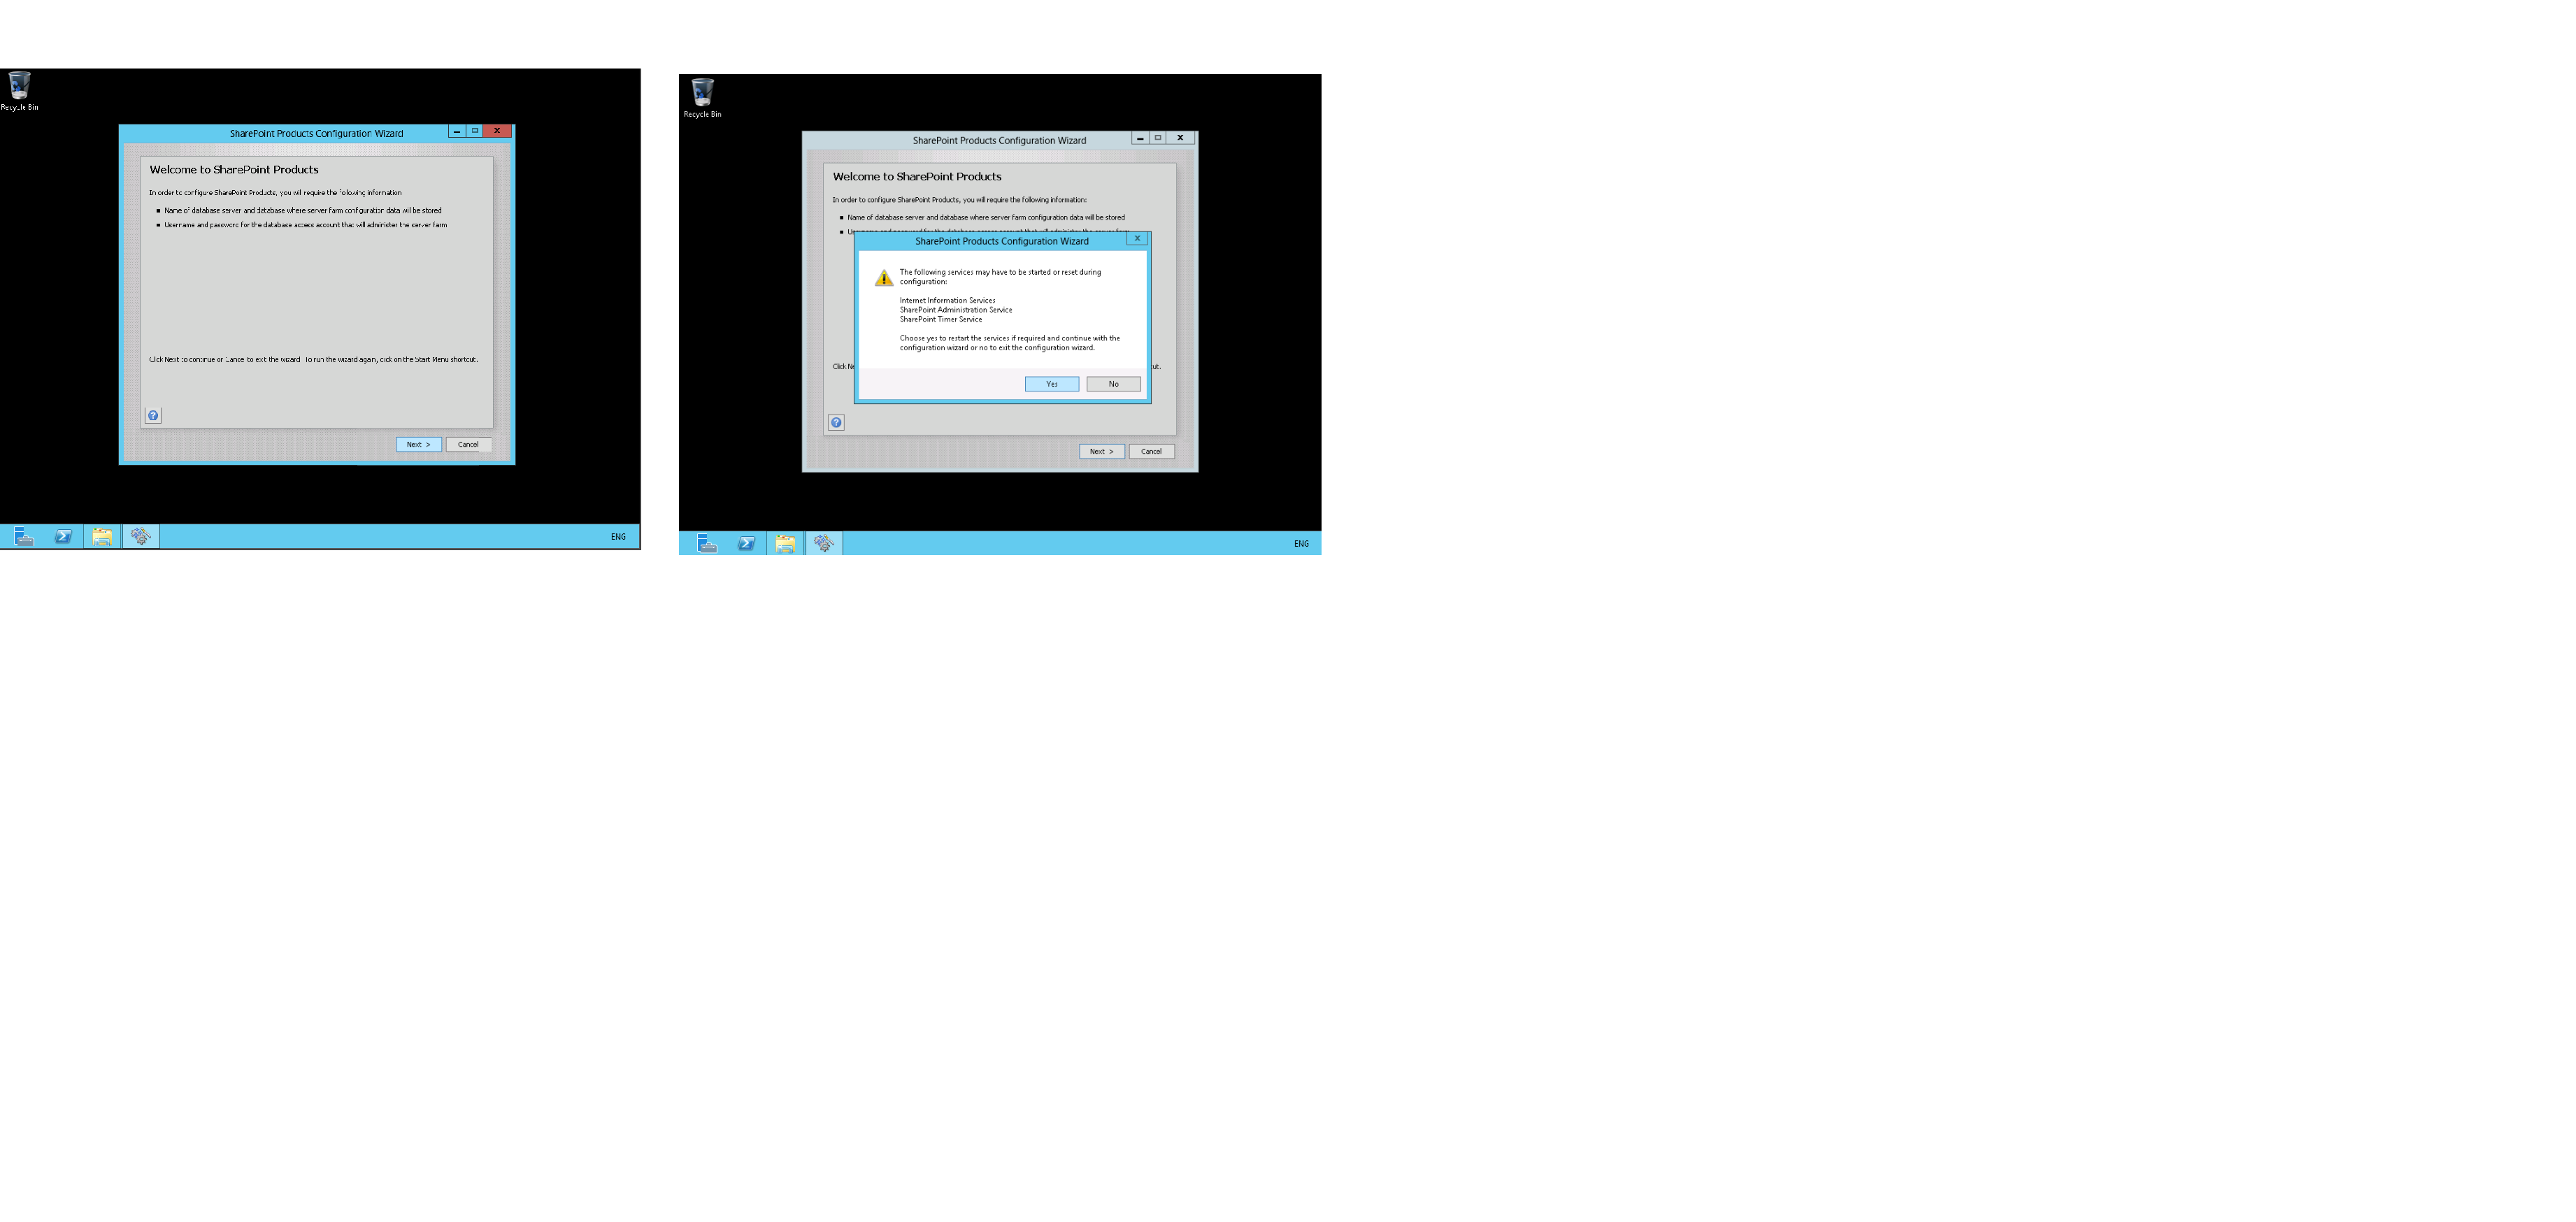 Recycle Bin
SharePoint Products Configuration Wizard
Welcome to SharePoint Products
In order to configure SharePoint Products, you will require the following information
Name of database server and database where server farm configuration data will be stored
Username and password for the database access account that will administer the server farm
Click Next to continue or Cancel to exit the wizard. To run the wizard again, click on the Start Menu shortcut.
Next >
Cancel
ENG
Recycle Bin
SharePoint Products Configuration Wizard
Welcome to SharePoint Products
In order to configure SharePoint Products, you will require the following information:
Name of database server and database where server farm configuration data will be stored
SharePoint Products Configuration Wizard
The following services may have to be started or reset during
configuration:
Internet Information Services
SharePoint Administration Service
SharePoint Timer Service
Choose yes to restart the services if required and continue with the
configuration wizard or no to exit the configuration wizard.
Click
Yes
No
Next >
Cancel
ENG